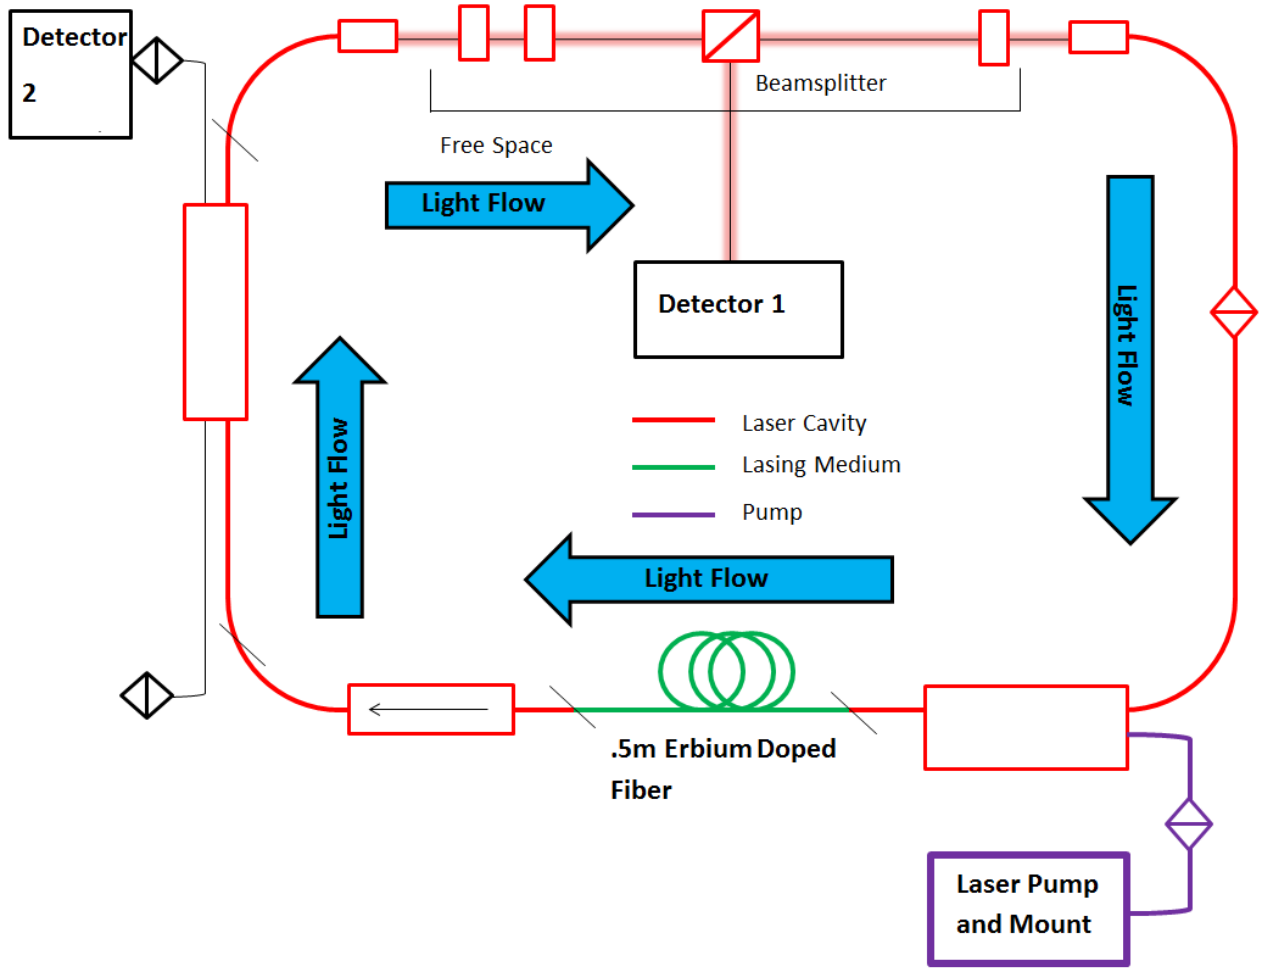 Detector
2
Beamsplitter
Free Space
Light Flow
Detector 1
Light Flow
Light Flow
Laser Cavity
Lasing Medium
Pump
Light Flow
.5m Erbium Doped
Fiber
Laser Pump
and Mount